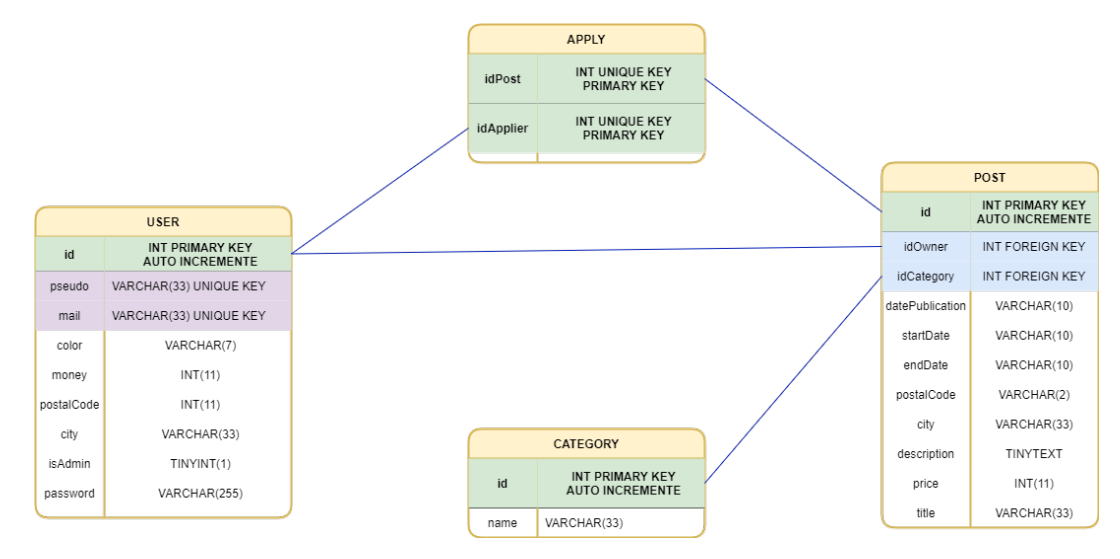 APPLY
idPost INT UNIQUE KEY
PRIMARY KEY
idApplier INT UNIQUE KEY
PRIMARY KEY
USER
id INT PRIMARY KEY
AUTO INCREMENTE
pseudo VARCHAR(33) UNIQUE KEY
mail VARCHAR(33) UNIQUE KEY
color VARCHAR(7)
money INT(11)
postalCode INT(11)
city VARCHAR(33)
isAdmin TINYINT(1)
password VARCHAR(255)
CATEGORY
id INT PRIMARY KEY
AUTO INCREMENTE
name VARCHAR(33)
POST
id INT PRIMARY KEY
AUTO INCREMENTE
idOwner INT FOREIGN KEY
idCategory INT FOREIGN KEY
datePublication VARCHAR(10)
startDate VARCHAR(10)
endDate VARCHAR(10)
postalCode VARCHAR(2)
city VARCHAR(33)
description TINYTEXT
price INT(11)
title VARCHAR(33)